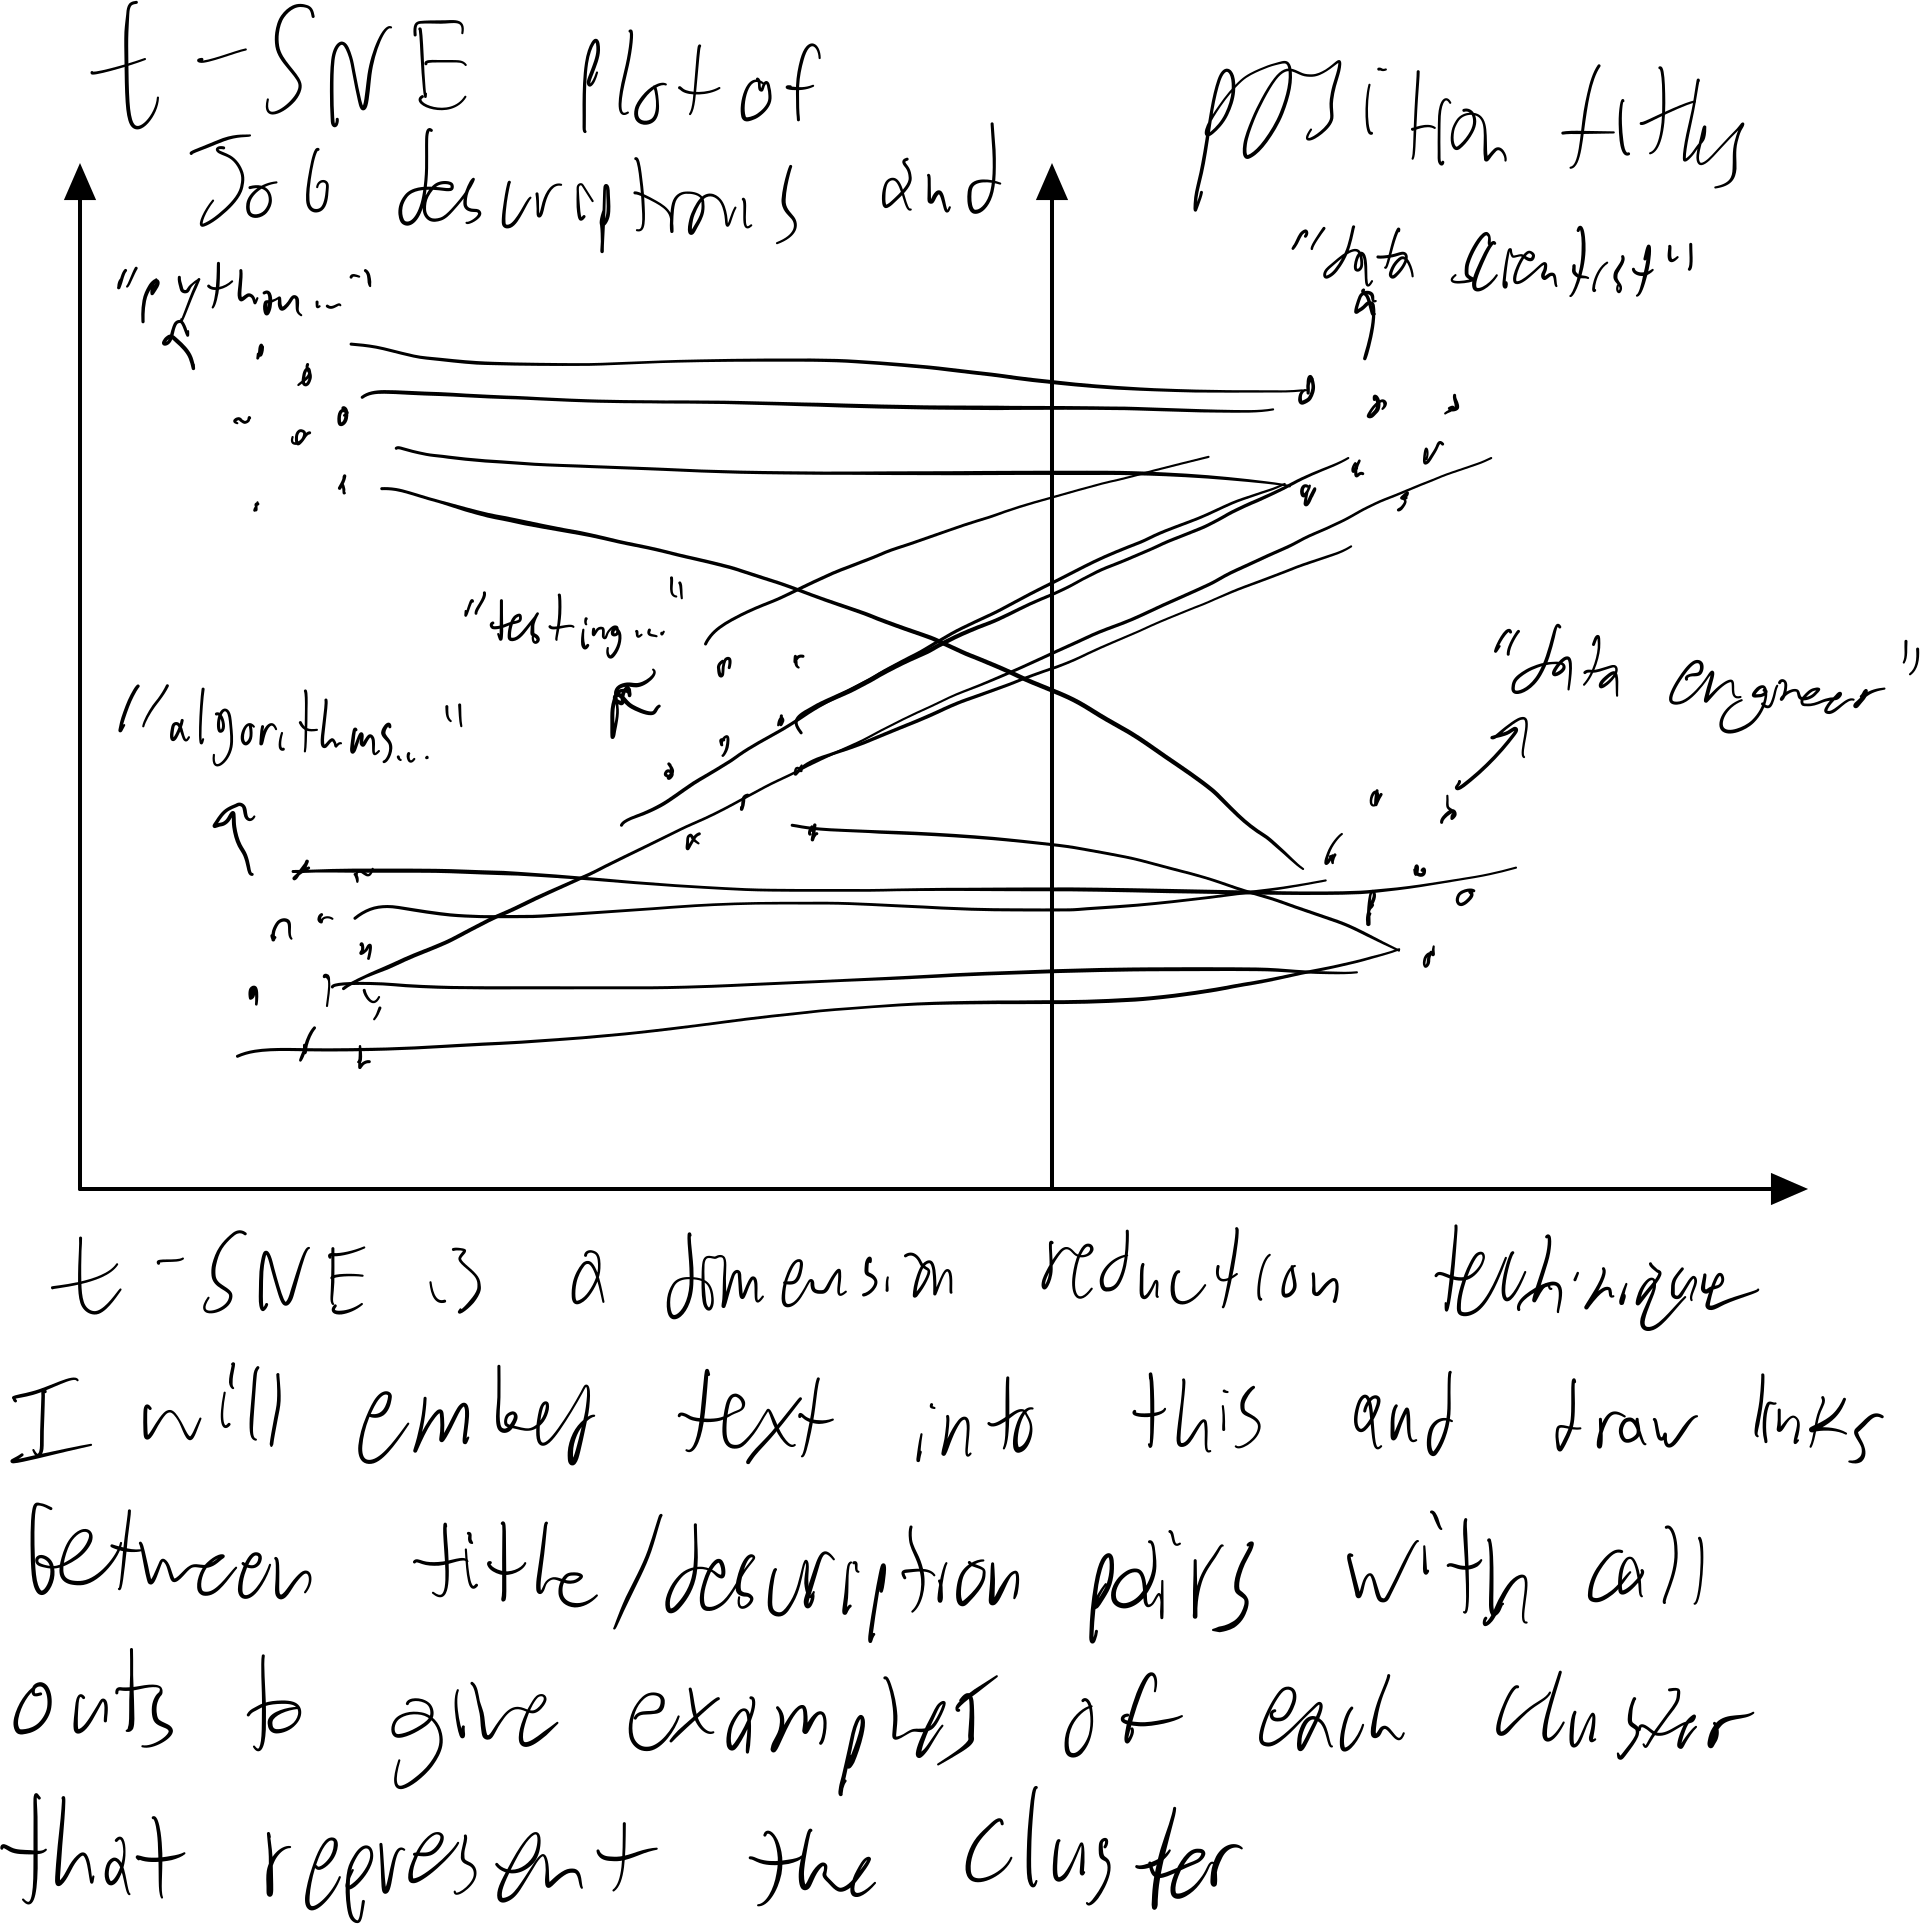 t-SNE plot of position titles
Job descriptions and
"python..."
"data scientist"
"testing..."
"algorithms..."
"data engineer"
t-SNE is a dimension reduction technique
I will embed text into this and draw links
between title/description pairs with call
outs to give examples of each cluster
that represent the cluster